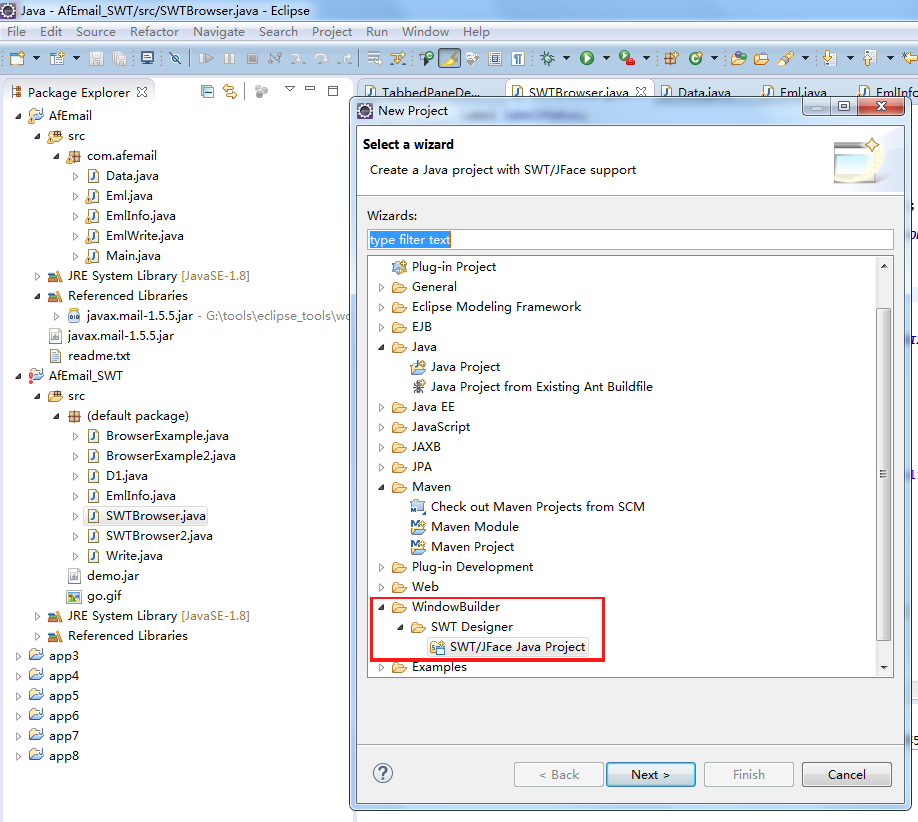 Java - AfEmail_SWT/src/SWTBrowser.java - Eclipse
File Edit Source Refactor Navigate Search Project Run Window Help
Package Explorer
TabbedPaneDe... SWTBrowser.java Data.java Eml.java EmlInfo
AfEmail
src
com.afemail
Data.java
Eml.java
EmlInfo.java
EmlWrite.java
Main.java
JRE System Library [JavaSE-1.8]
Referenced Libraries
javax.mail-1.5.5.jar - G:\tools\eclipse_tools\wo
javax.mail-1.5.5.jar
readme.txt
AfEmail_SWT
src
(default package)
BrowserExample.java
BrowserExample2.java
D1.java
EmlInfo.java
SWTBrowser.java
SWTBrowser2.java
Write.java
demo.jar
go.gif
JRE System Library [JavaSE-1.8]
Referenced Libraries
app3
app4
app5
app6
app7
app8
New Project
Select a wizard
Create a Java project with SWT/JFace support
Wizards:
type filter text
Plug-in Project
General
Eclipse Modeling Framework
EJB
Java
Java Project
Java Project from Existing Ant Buildfile
Java EE
JavaScript
JAXB
JPA
Maven
Check out Maven Projects from SCM
Maven Module
Maven Project
Plug-in Development
Web
WindowBuilder
SWT Designer
SWT/JFace Java Project
Examples
? < Back Next > Finish Cancel